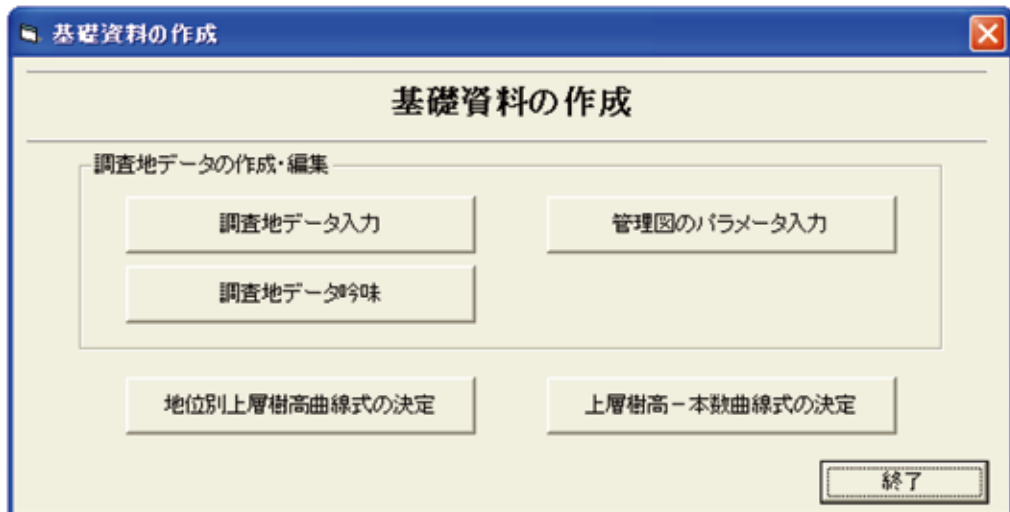 基礎資料の作成
基礎資料の作成
調査地データの作成・編集
調査地データ入力
管理図のパラメータ入力
調査地データ吟味
地位別上層樹高曲線式の決定
上層樹高－本数曲線式の決定
終了